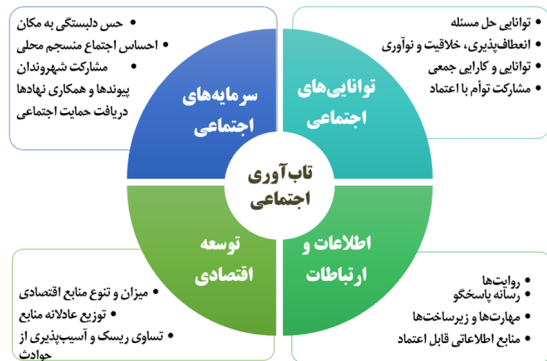 • توانایی حل مسئله
• انعطاف‌پذیری، خلاقیت و نوآوری
• توانایی و کارایی جمعی
• مشارکت توأم با اعتماد
توانایی‌های
اجتماعی
• حس دلبستگی به مکان
• احساس اجتماع منسجم محلی
• مشارکت شهروندان
پیوندها و همکاری نهادها
دریافت حمایت اجتماعی
سرمایه‌های
اجتماعی
تاب‌آوری
اجتماعی
اطلاعات و
ارتباطات
• روایت‌ها
• رسانه پاسخگو
• مهارت‌ها و زیرساخت‌ها
• منابع اطلاعاتی قابل اعتماد
توسعه
اقتصادی
• میزان و تنوع منابع اقتصادی
• توزیع عادلانه منابع
• تساوی ریسک و آسیب‌پذیری از
حوادث